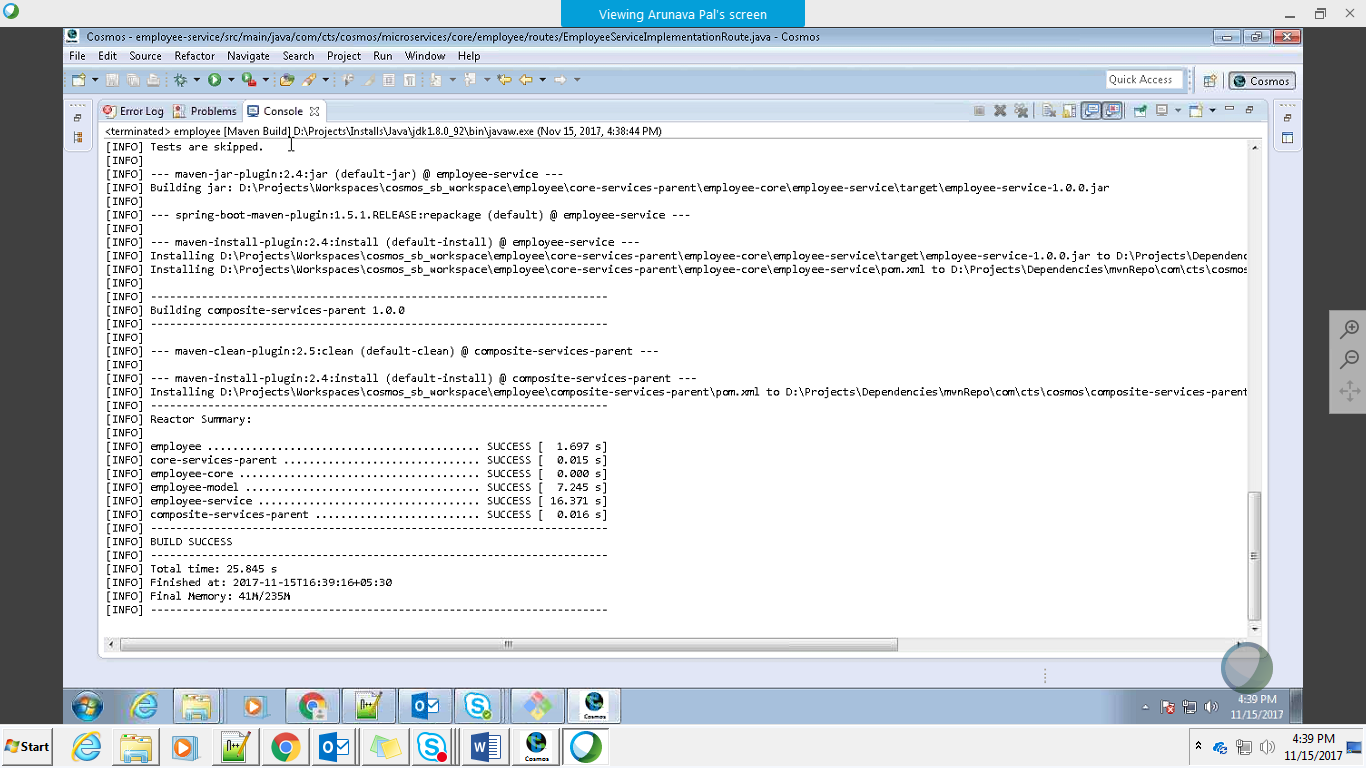 Viewing Arunava Pal's screen
Cosmos - employee-service/src/main/java/com/cts/cosmos/microservices/core/employee/routes/EmployeeServiceImplementationRoute.java - Cosmos
File Edit Source Refactor Navigate Search Project Run Window Help
Quick Access
Cosmos
Error Log Problems Console
<terminated> employee [Maven Build] D:\Projects\Installs\Java\jdk1.8.0_92\bin\javaw.exe (Nov 15, 2017, 4:38:44 PM)
[INFO] Tests are skipped.
[INFO]
[INFO] --- maven-jar-plugin:2.4:jar (default-jar) @ employee-service ---
[INFO] Building jar: D:\Projects\Workspaces\cosmos_sb_workspace\employee\core-services-parent\employee-core\employee-service\target\employee-service-1.0.0.jar
[INFO]
[INFO] --- spring-boot-maven-plugin:1.5.1.RELEASE:repackage (default) @ employee-service ---
[INFO]
[INFO] --- maven-install-plugin:2.4:install (default-install) @ employee-service ---
[INFO] Installing D:\Projects\Workspaces\cosmos_sb_workspace\employee\core-services-parent\employee-core\employee-service\target\employee-service-1.0.0.jar to D:\Projects\Dependenc
[INFO] Installing D:\Projects\Workspaces\cosmos_sb_workspace\employee\core-services-parent\employee-core\employee-service\pom.xml to D:\Projects\Dependencies\mvnRepo\com\cts\cosmos
[INFO]
[INFO] ------------------------------------------------------------------------
[INFO] Building composite-services-parent 1.0.0
[INFO] ------------------------------------------------------------------------
[INFO]
[INFO] --- maven-clean-plugin:2.5:clean (default-clean) @ composite-services-parent ---
[INFO]
[INFO] --- maven-install-plugin:2.4:install (default-install) @ composite-services-parent ---
[INFO] Installing D:\Projects\Workspaces\cosmos_sb_workspace\employee\composite-services-parent\pom.xml to D:\Projects\Dependencies\mvnRepo\com\cts\cosmos\composite-services-parent
[INFO] ------------------------------------------------------------------------
[INFO] Reactor Summary:
[INFO]
[INFO] employee ........................................... SUCCESS [  1.697 s]
[INFO] core-services-parent ............................... SUCCESS [  0.015 s]
[INFO] employee-core ...................................... SUCCESS [  0.000 s]
[INFO] employee-model ..................................... SUCCESS [  7.245 s]
[INFO] employee-service ................................... SUCCESS [ 16.371 s]
[INFO] composite-services-parent .......................... SUCCESS [  0.016 s]
[INFO] ------------------------------------------------------------------------
[INFO] BUILD SUCCESS
[INFO] ------------------------------------------------------------------------
[INFO] Total time: 25.845 s
[INFO] Finished at: 2017-11-15T16:39:16+05:30
[INFO] Final Memory: 41M/235M
[INFO] ------------------------------------------------------------------------
Cosmos
4:39 PM
11/15/2017
Start
Cosmos
4:39 PM
11/15/2017